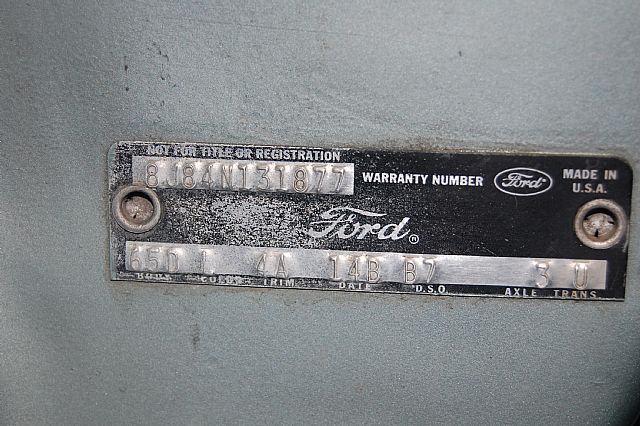 NOT FOR TITLE OR REGISTRATION
8J84N131877 WARRANTY NUMBER Ford MADE IN U.S.A.
Ford ®
65D 4A 14B B7 3 U
BODY COLOR TRIM DATE D.S.O. AXLE TRANS